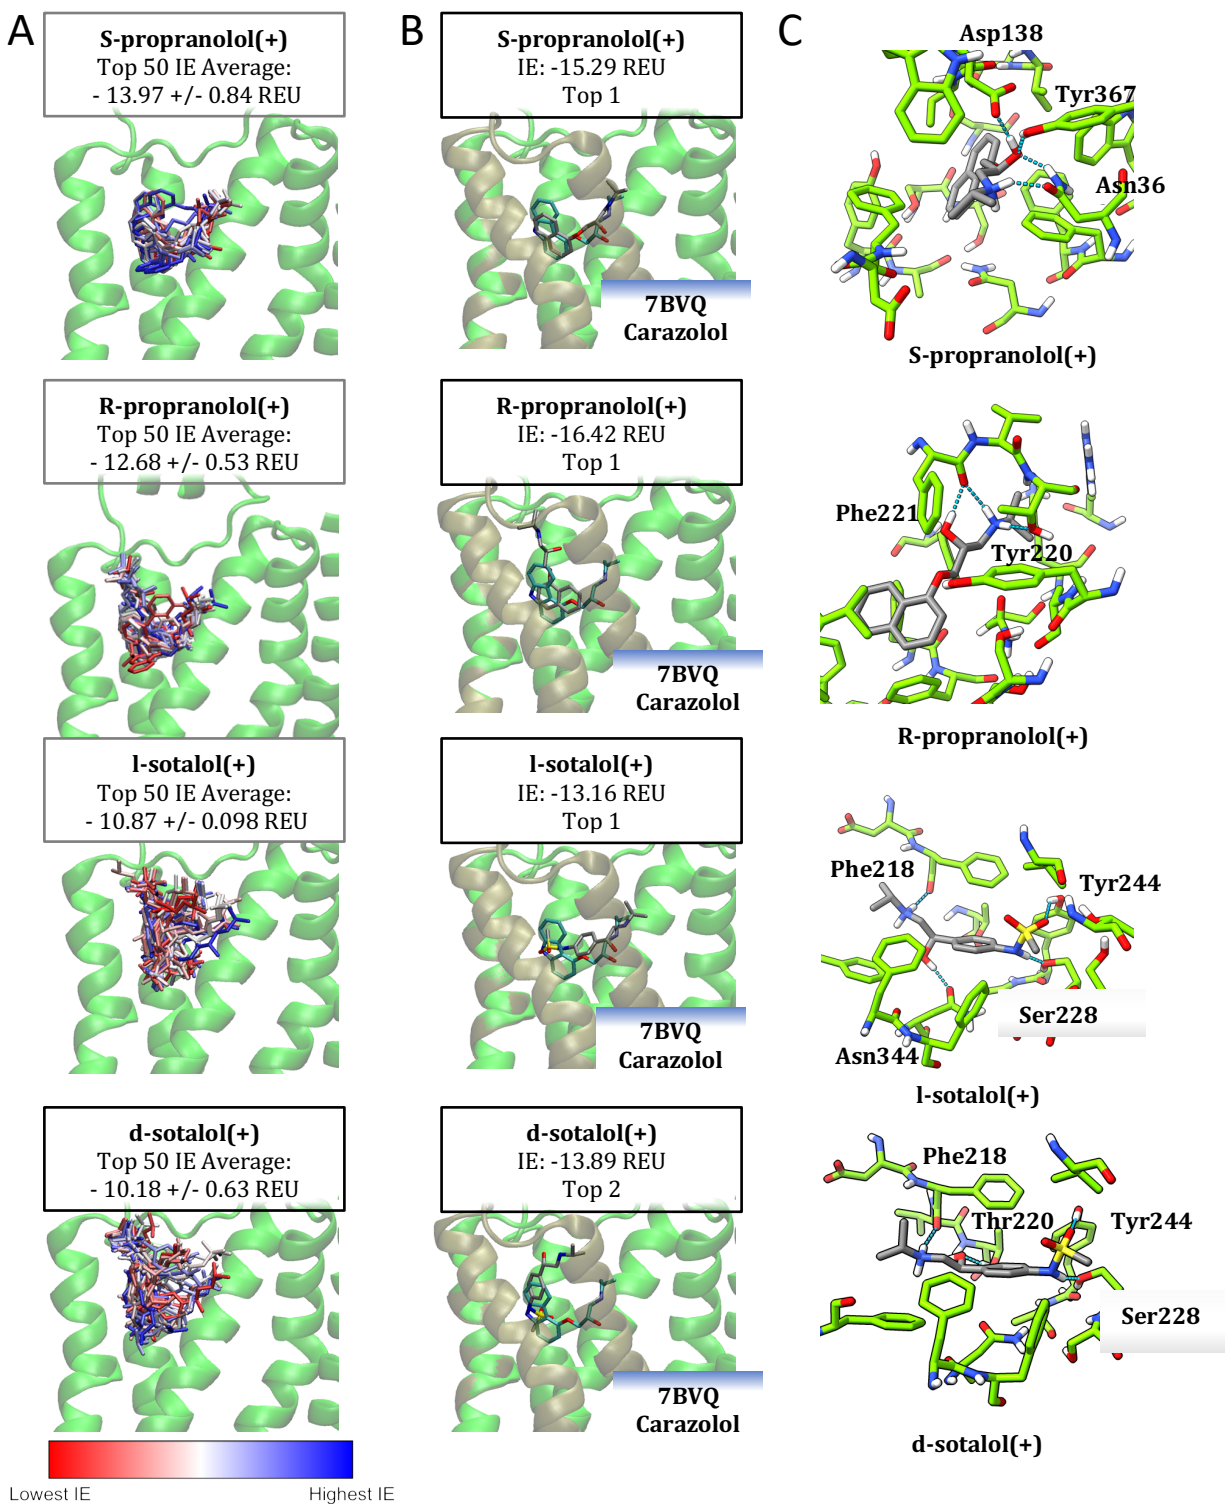 A
S-propranolol(+)
Top 50 IE Average:
- 13.97 +/- 0.84 REU
B
S-propranolol(+)
IE: -15.29 REU
Top 1
7BVQ
Carazolol
C
Asp138
Tyr367
Asn36
S-propranolol(+)
R-propranolol(+)
Top 50 IE Average:
- 12.68 +/- 0.53 REU
R-propranolol(+)
IE: -16.42 REU
Top 1
7BVQ
Carazolol
Phe221
Tyr220
R-propranolol(+)
l-sotalol(+)
Top 50 IE Average:
- 10.87 +/- 0.098 REU
l-sotalol(+)
IE: -13.16 REU
Top 1
7BVQ
Carazolol
Phe218
Tyr244
Ser228
Asn344
l-sotalol(+)
d-sotalol(+)
Top 50 IE Average:
- 10.18 +/- 0.63 REU
d-sotalol(+)
IE: -13.89 REU
Top 2
7BVQ
Carazolol
Phe218
Thr220
Tyr244
Ser228
d-sotalol(+)
Lowest IE
Highest IE